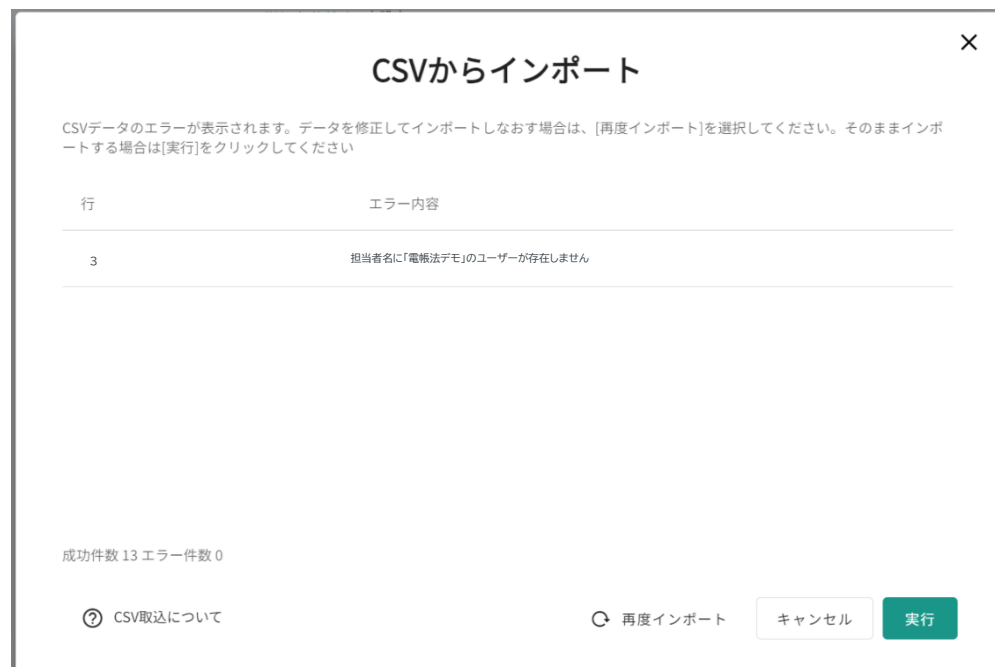 CSVからインポート
CSVデータのエラーが表示されます。データを修正してインポートしなおす場合は、[再度インポート]を選択してください。そのままインポ
ートする場合は[実行]をクリックしてください
行 エラー内容
3 担当者名に「電帳法デモ」のユーザーが存在しません
成功件数 13 エラー件数 0
CSV取込について 再度インポート キャンセル 実行